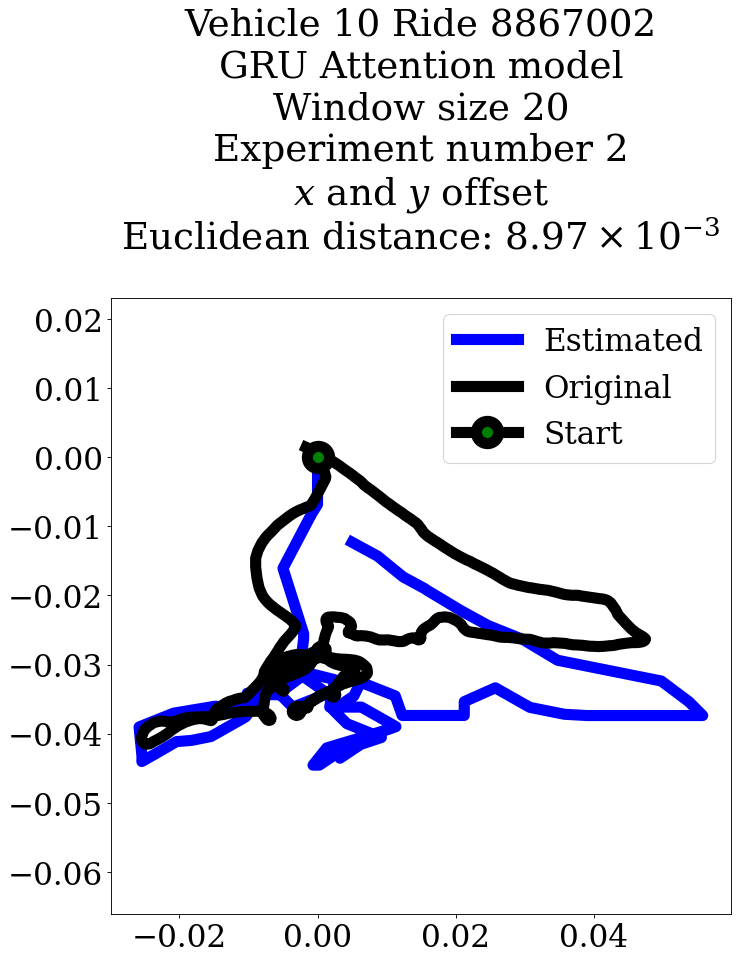 Vehicle 10 Ride 8867002
GRU Attention model
Window size 20
Experiment number 2
x and y offset
Euclidean distance: 8.97 × 10⁻³
Estimated
Original
Start
0.02
0.01
0.00
−0.01
−0.02
−0.03
−0.04
−0.05
−0.06
−0.02 0.00 0.02 0.04